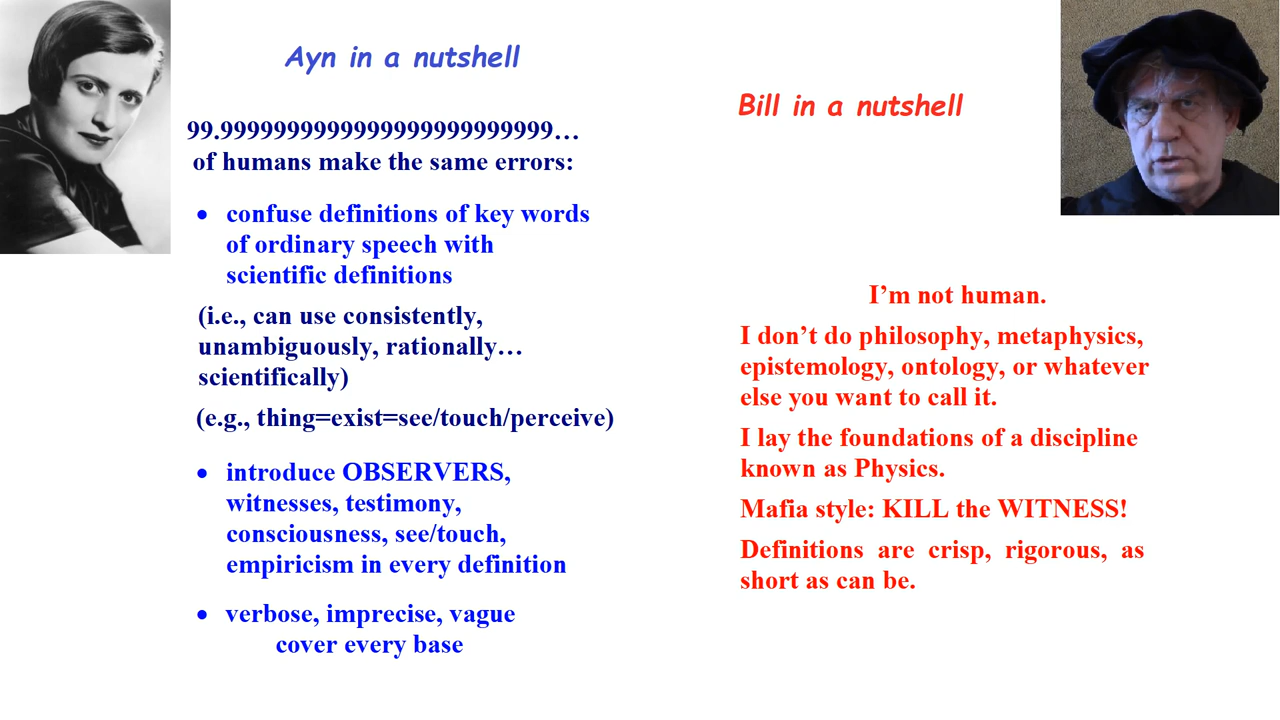 Ayn in a nutshell
99.9999999999999999999999999…
of humans make the same errors:
• confuse definitions of key words
of ordinary speech with
scientific definitions
(i.e., can use consistently,
unambiguously, rationally…
scientifically)
(e.g., thing=exist=see/touch/perceive)
• introduce OBSERVERS,
witnesses, testimony,
consciousness, see/touch,
empiricism in every definition
• verbose, imprecise, vague
cover every base
Bill in a nutshell
I’m not human.
I don’t do philosophy, metaphysics,
epistemology, ontology, or whatever
else you want to call it.
I lay the foundations of a discipline
known as Physics.
Mafia style: KILL the WITNESS!
Definitions are crisp, rigorous, as
short as can be.